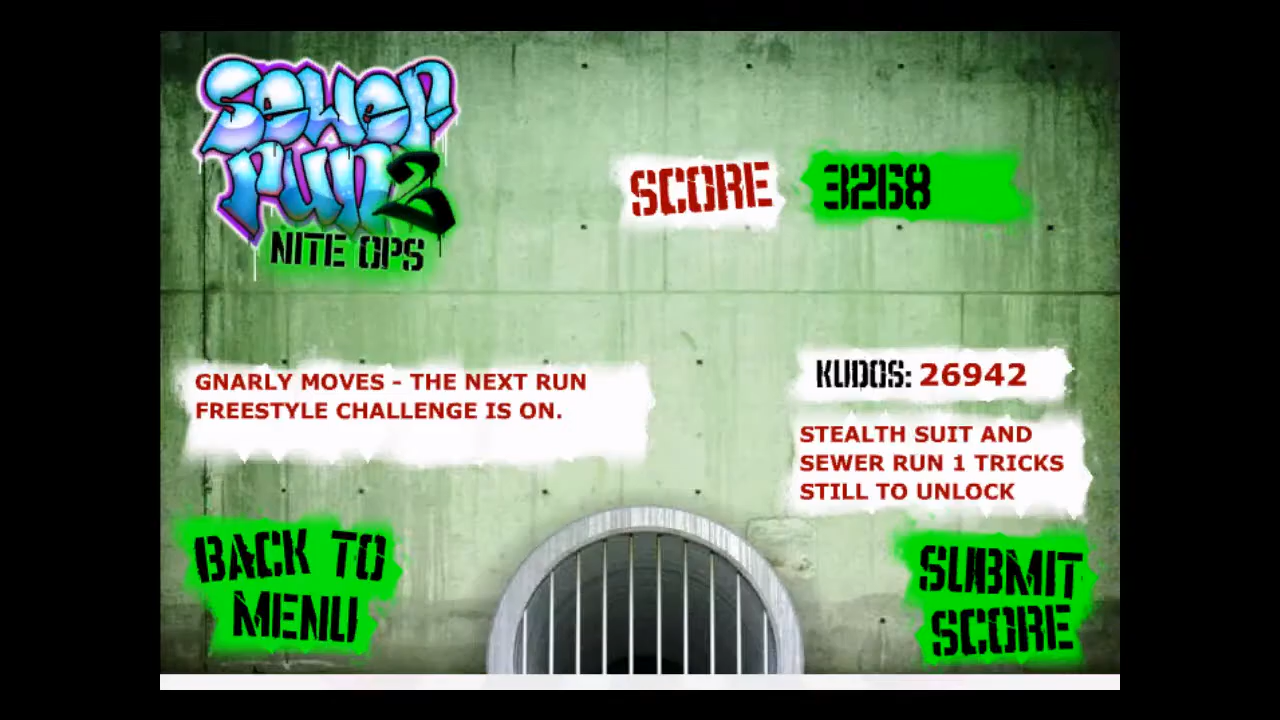 SEWER
RUN 2
NITE OPS
SCORE 3268
GNARLY MOVES - THE NEXT RUN
FREESTYLE CHALLENGE IS ON.
KUDOS: 26942
STEALTH SUIT AND
SEWER RUN 1 TRICKS
STILL TO UNLOCK
BACK TO
MENU
SUBMIT
SCORE